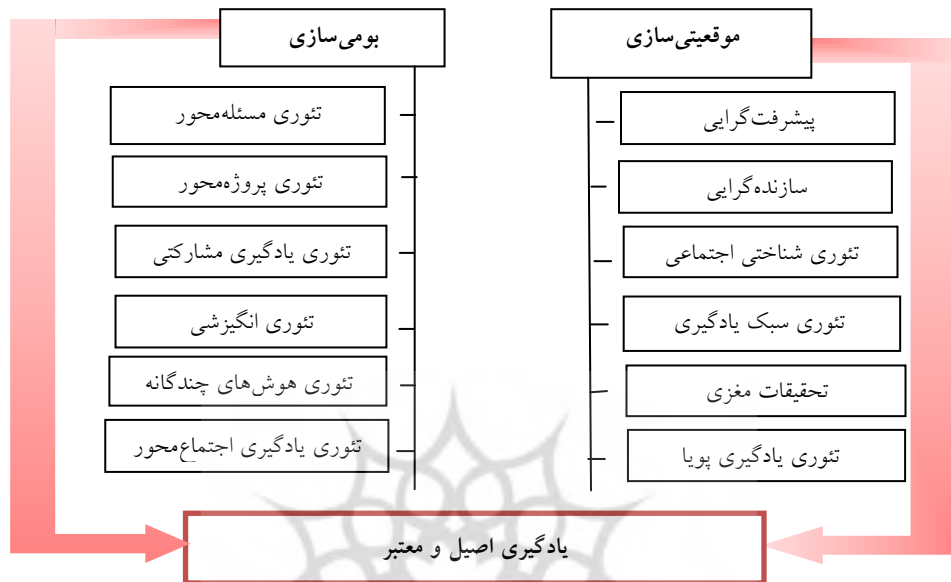 موقعیتی‌سازی
پیشرفت‌گرایی
سازنده‌گرایی
تئوری شناختی اجتماعی
تئوری سبک یادگیری
تحقیقات مغزی
تئوری یادگیری پویا
بومی‌سازی
تئوری مسئله‌محور
تئوری پروژه‌محور
تئوری یادگیری مشارکتی
تئوری انگیزشی
تئوری هوش‌های چندگانه
تئوری یادگیری اجتماع‌محور
یادگیری اصیل و معتبر